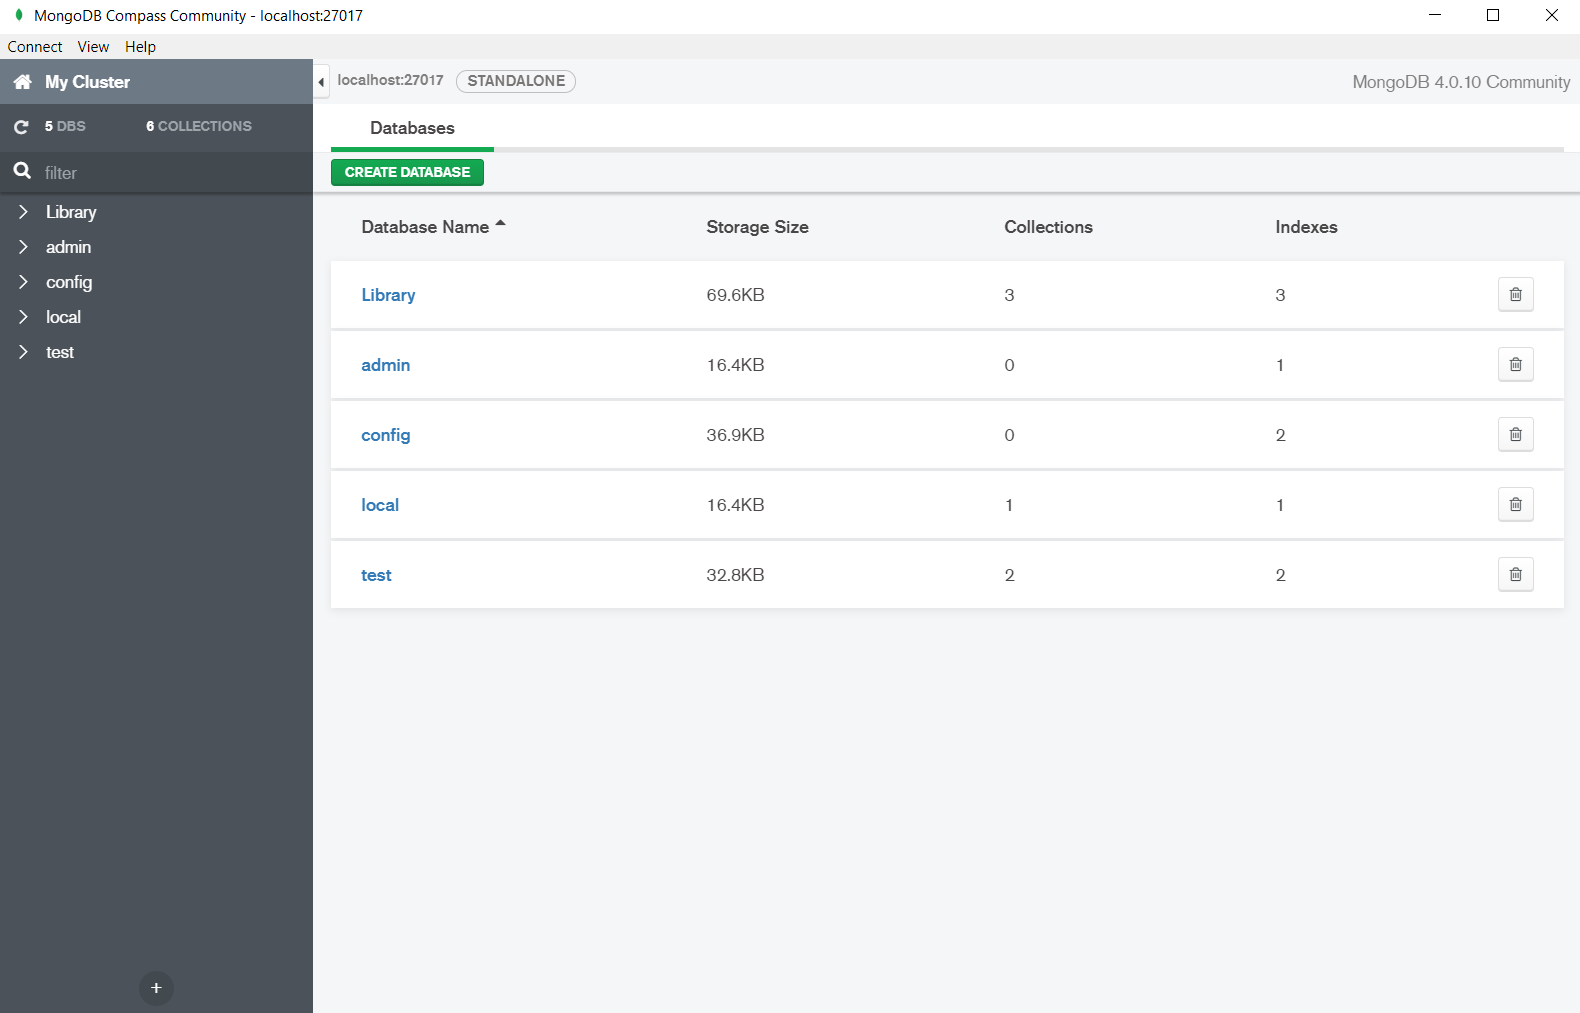 MongoDB Compass Community - localhost:27017
Connect View Help
My Cluster
localhost:27017 STANDALONE MongoDB 4.0.10 Community
5 DBS 6 COLLECTIONS
Databases
filter
CREATE DATABASE
Library
admin
config
local
test
Database Name Storage Size Collections Indexes
Library 69.6KB 3 3
admin 16.4KB 0 1
config 36.9KB 0 2
local 16.4KB 1 1
test 32.8KB 2 2
+